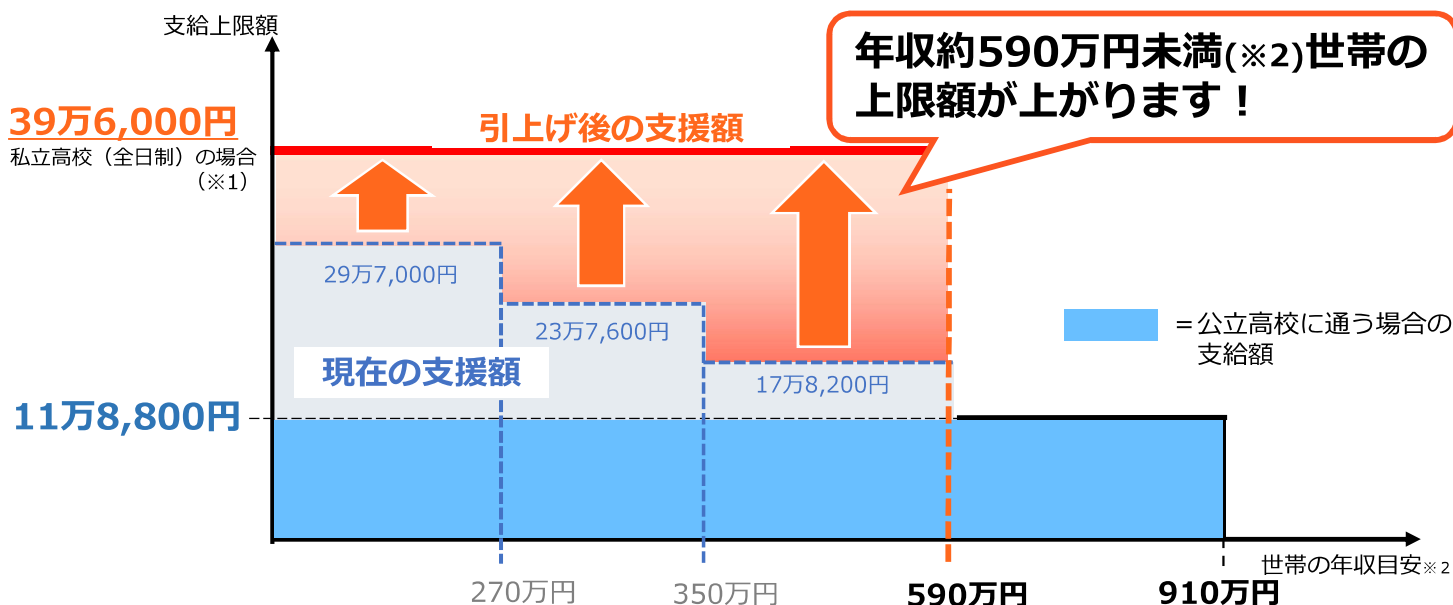 支給上限額
年収約590万円未満(※2)世帯の
上限額が上がります！
39万6,000円
私立高校（全日制）の場合
（※1）
引上げ後の支援額
29万7,000円
23万7,600円
現在の支援額
17万8,200円
＝公立高校に通う場合の
支給額
11万8,800円
世帯の年収目安※2
270万円
350万円
590万円
910万円